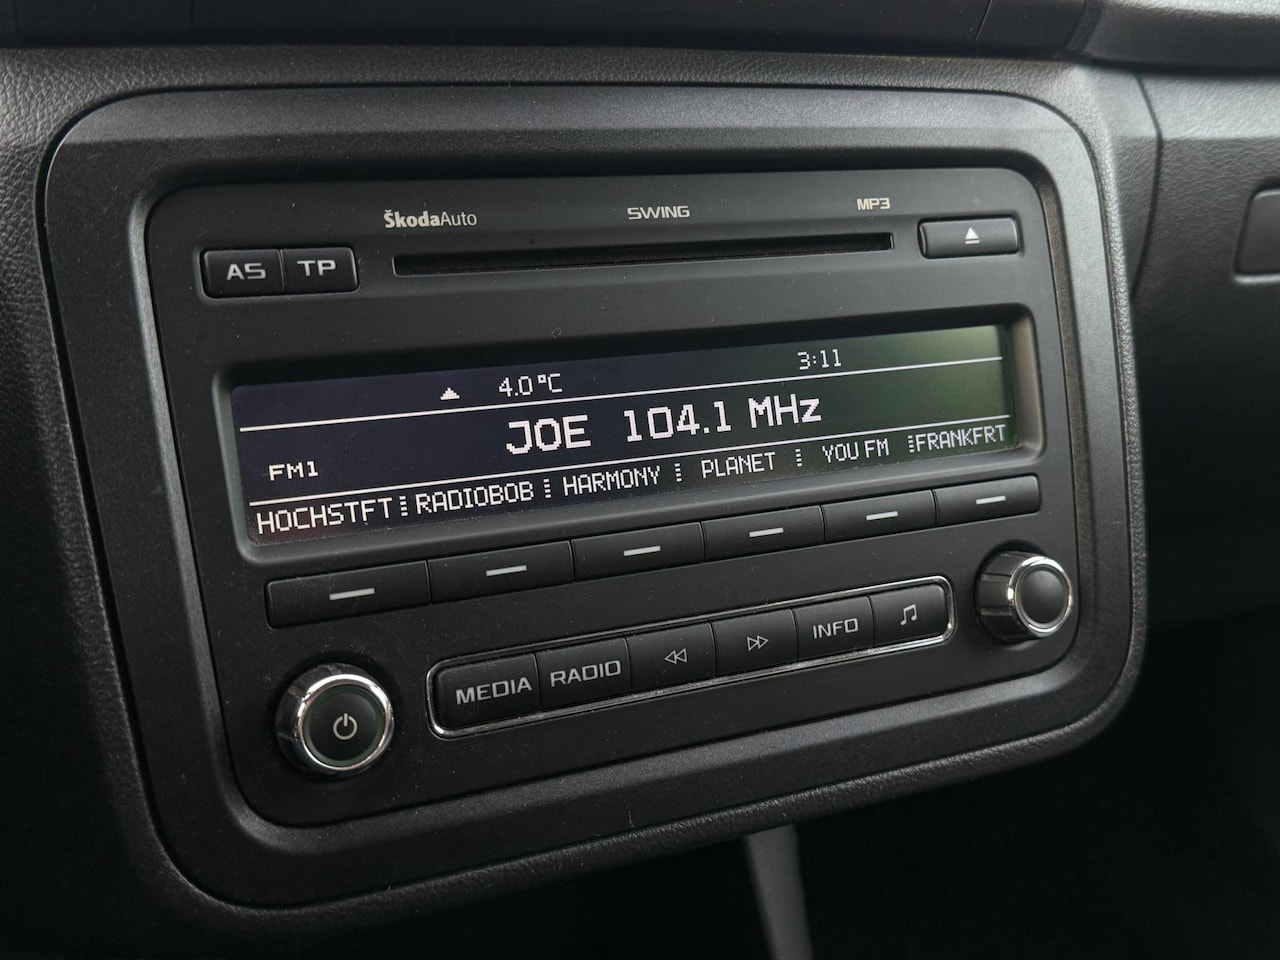 ŠkodaAuto SWING MP3
AS TP
4.0°C 3:11
JOE 104.1 MHz
FM1
HOCHSTFT RADIOBOB HARMONY PLANET YOU FM FRANKFRT
MEDIA RADIO INFO